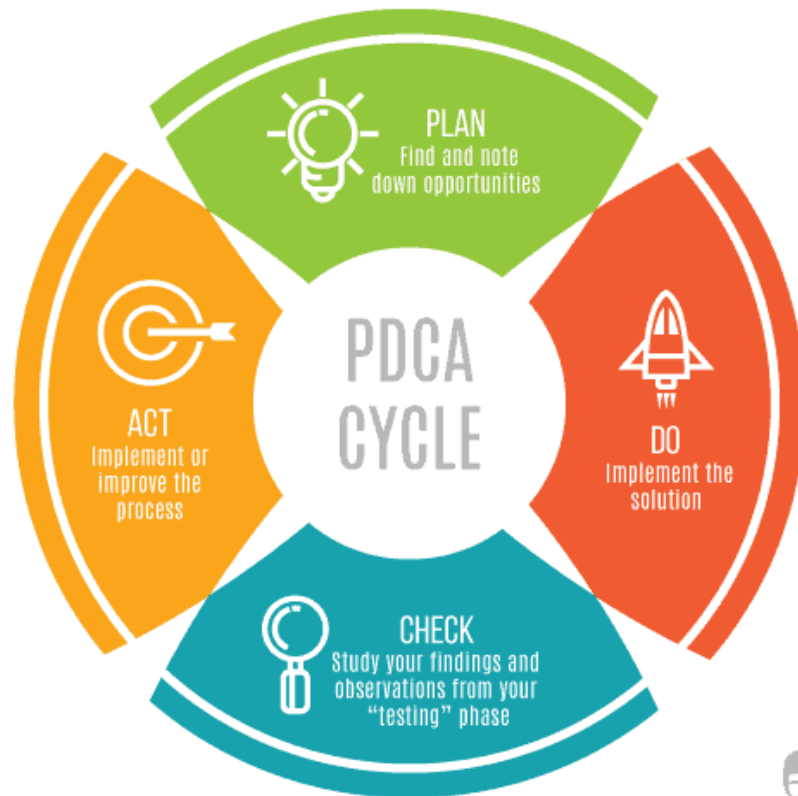 PLAN
Find and note
down opportunities
PDCA
CYCLE
DO
Implement the
solution
CHECK
Study your findings and
observations from your
“testing” phase
ACT
Implement or
improve the
process